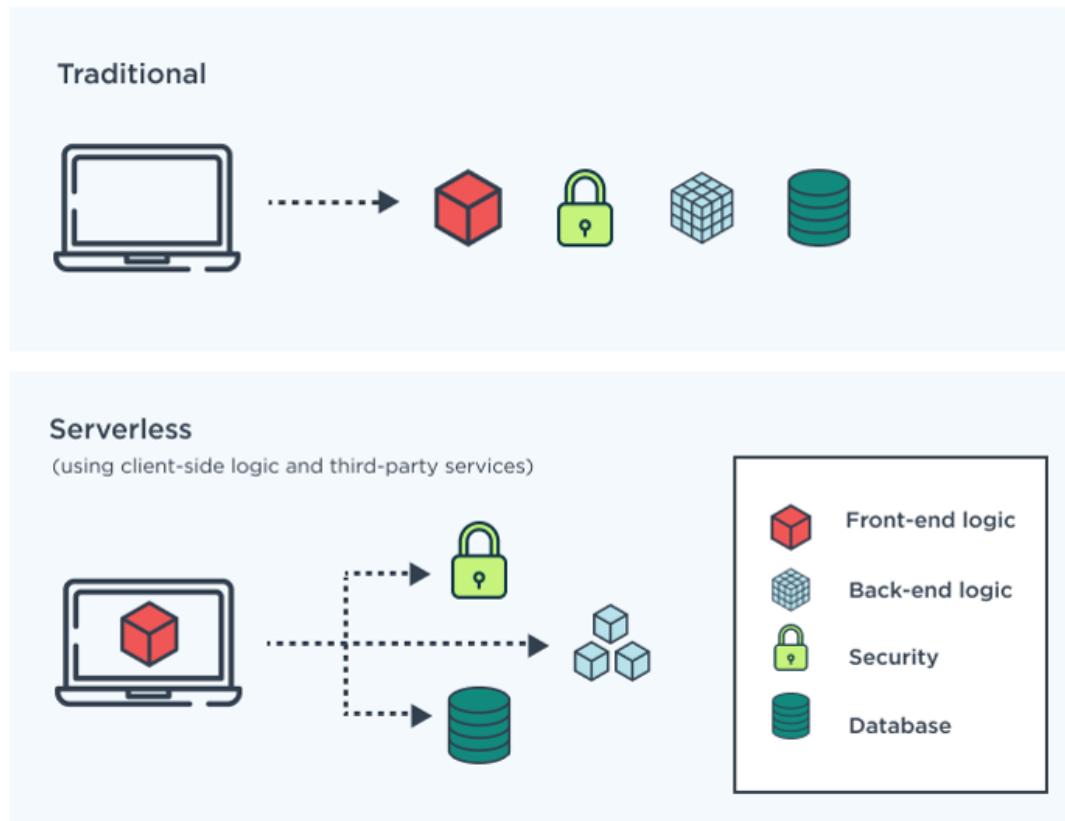 Traditional
Serverless
(using client-side logic and third-party services)
Front-end logic
Back-end logic
Security
Database